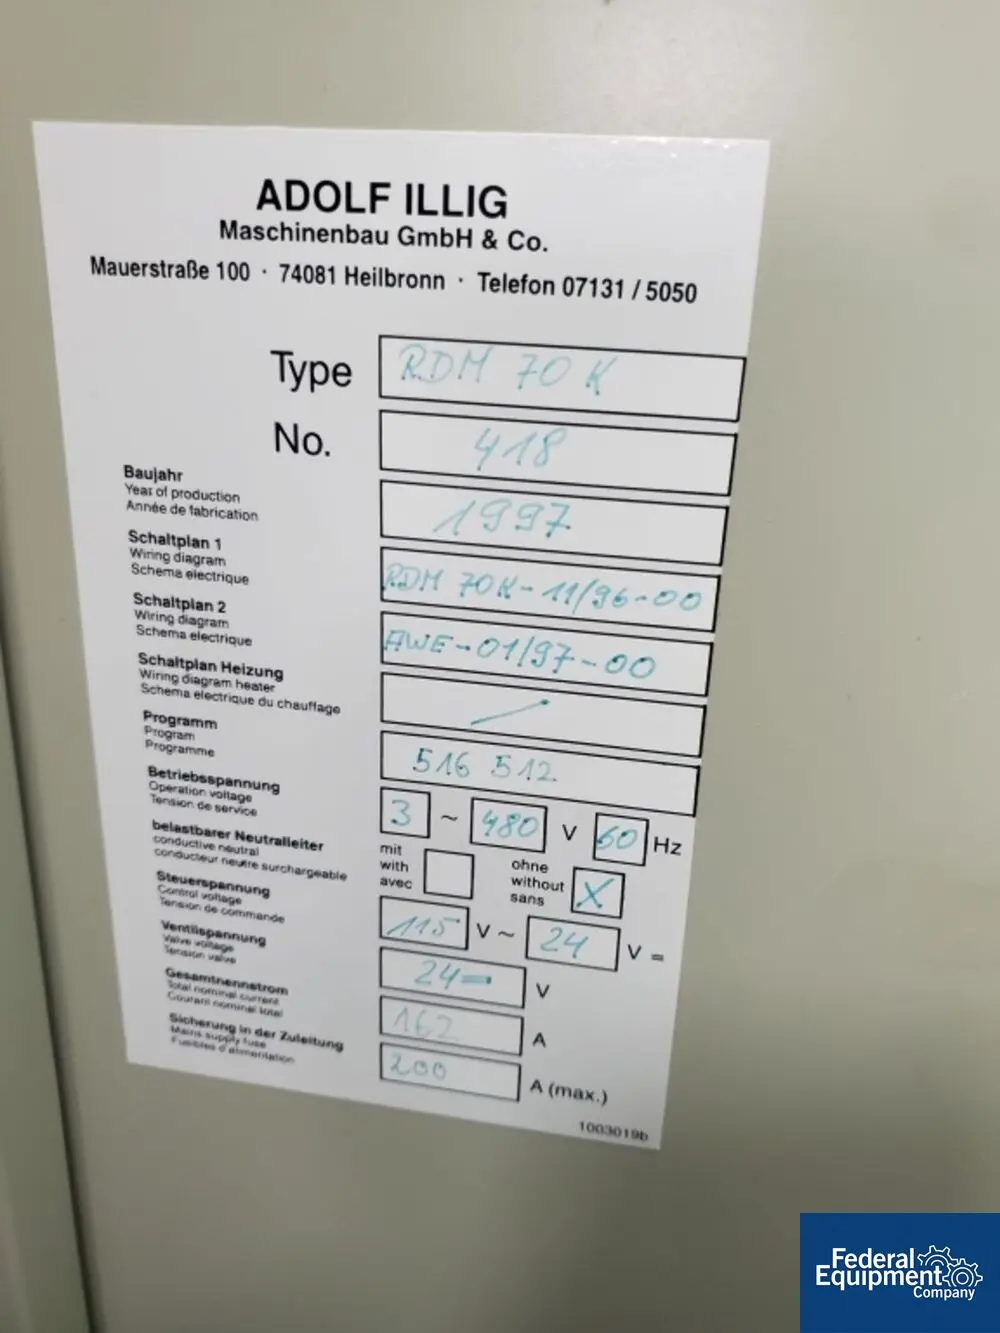 ADOLF ILLIG
Maschinenbau GmbH & Co.
Mauerstraße 100 · 74081 Heilbronn · Telefon 07131 / 5050
Type RDM 70 K
No. 418
Baujahr
Year of production
Année de fabrication
1997
Schaltplan 1
Wiring diagram
Schema electrique
RDM 70K-11/96-00
Schaltplan 2
Wiring diagram
Schema electrique
AWE-01/97-00
Schaltplan Heizung
Wiring diagram heater
Schema electrique du chauffage
Programm
Program
Programme
516 512
Betriebsspannung
Operation voltage
Tension de service
3 ~ 480 V 60 Hz
belastbarer Neutralleiter
conductive neutral
conducteur neutre surchargeable
mit
with
avec
ohne
without
sans
X
Steuerspannung
Control voltage
Tension de commande
115 V ~ 24 V =
Ventilspannung
Valve voltage
Tension valve
24= V
Gesamtnennstrom
Total nominal current
Courant nominal total
162 A
Sicherung in der Zuleitung
Mains supply fuse
Fusibles d'alimentation
200 A (max.)
1003019b
Federal
Equipment
Company